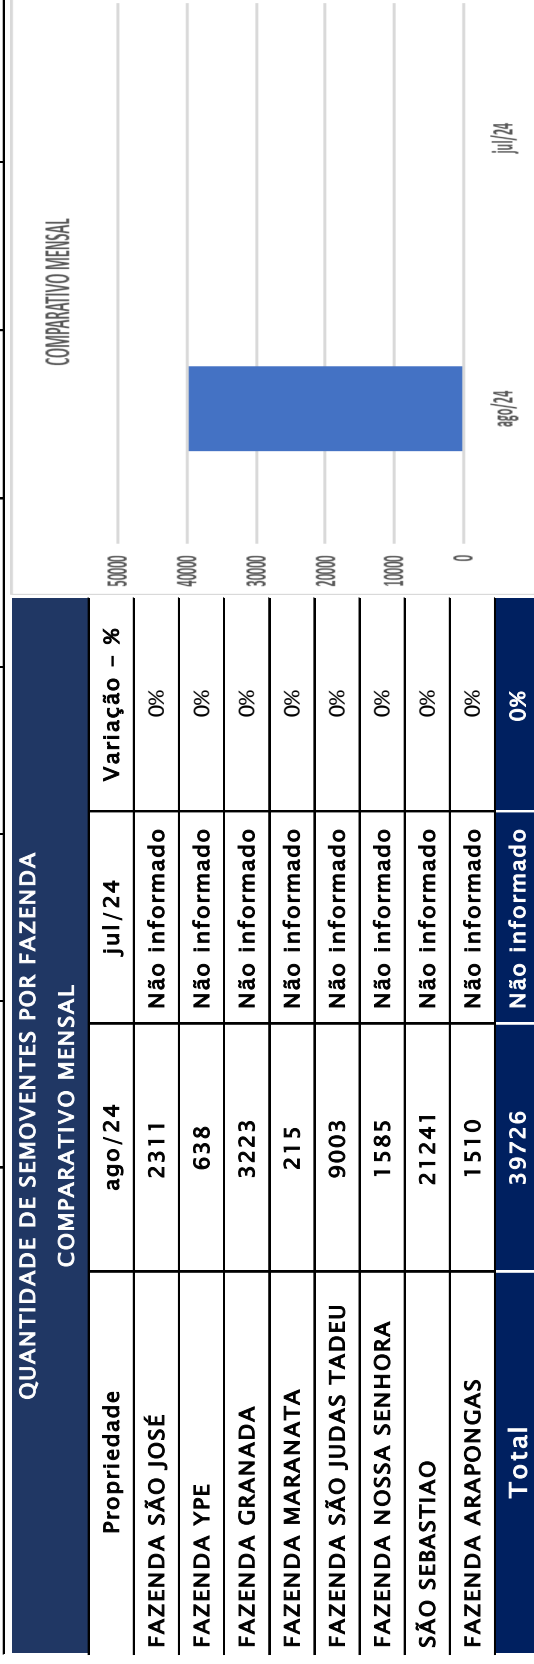 QUANTIDADE DE SEMOVENTES POR FAZENDA
COMPARATIVO MENSAL
Propriedade ago/24 jul/24 Variação – %
FAZENDA SÃO JOSÉ 2311 Não informado 0%
FAZENDA YPE 638 Não informado 0%
FAZENDA GRANADA 3223 Não informado 0%
FAZENDA MARANATA 215 Não informado 0%
FAZENDA SÃO JUDAS TADEU 9003 Não informado 0%
FAZENDA NOSSA SENHORA 1585 Não informado 0%
SÃO SEBASTIAO 21241 Não informado 0%
FAZENDA ARAPONGAS 1510 Não informado 0%
Total 39726 Não informado 0%
COMPARATIVO MENSAL
50000
40000
30000
20000
10000
0
ago/24 jul/24